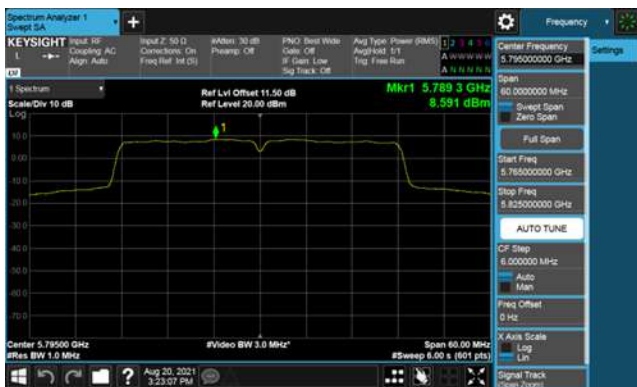 Spectrum Analyzer 1
Swept SA
+
Frequency
KEYSIGHT
Input: RF
Coupling: AC
Align: Auto
Input Z: 50 Ω
Corrections: On
Freq Ref: Int (S)
#Atten: 30 dB
Preamp: Off
PNO: Best Wide
Gate: Off
IF Gain: Low
Sig Track: Off
Avg Type: Power (RMS)
Avg|Hold: 1/1
Trig: Free Run
1 2 3 4 5 6
A W W W W W
A N N N N N
L
LXI
1 Spectrum
Scale/Div 10 dB
Log
Ref Lvl Offset 11.50 dB
Ref Level 20.00 dBm
Mkr1 5.789 3 GHz
8.591 dBm
1
10.0
0.00
-10.0
-20.0
-30.0
-40.0
-50.0
-60.0
-70.0
Center 5.79500 GHz
#Res BW 1.0 MHz
#Video BW 3.0 MHz*
Span 60.00 MHz
#Sweep 6.00 s (601 pts)
Aug 20, 2021
3:23:07 PM
?
Center Frequency
5.795000000 GHz
Settings
Span
60.0000000 MHz
Swept Span
Zero Span
Full Span
Start Freq
5.765000000 GHz
Stop Freq
5.825000000 GHz
AUTO TUNE
CF Step
6.000000 MHz
Auto
Man
Freq Offset
0 Hz
X Axis Scale
Log
Lin
Signal Track
(Span Zoom)